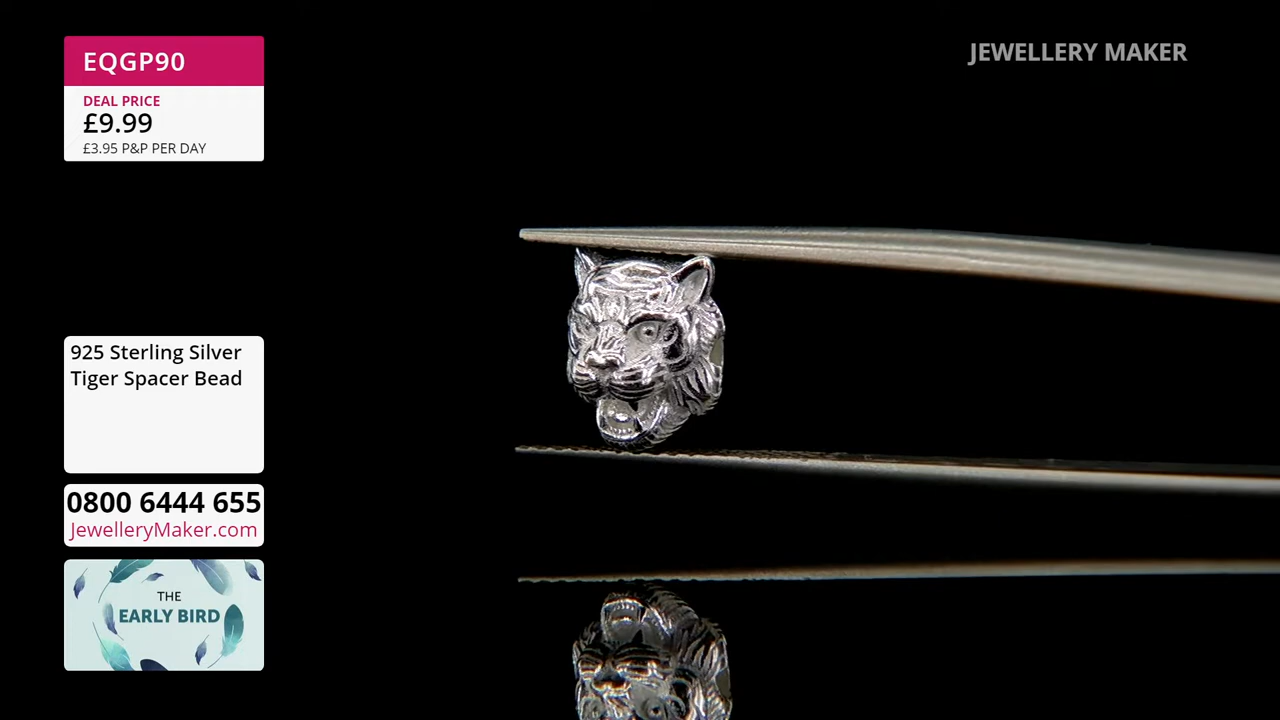 EQGP90
DEAL PRICE
£9.99
£3.95 P&P PER DAY
JEWELLERY MAKER
925 Sterling Silver
Tiger Spacer Bead
0800 6444 655
JewelleryMaker.com
THE
EARLY BIRD